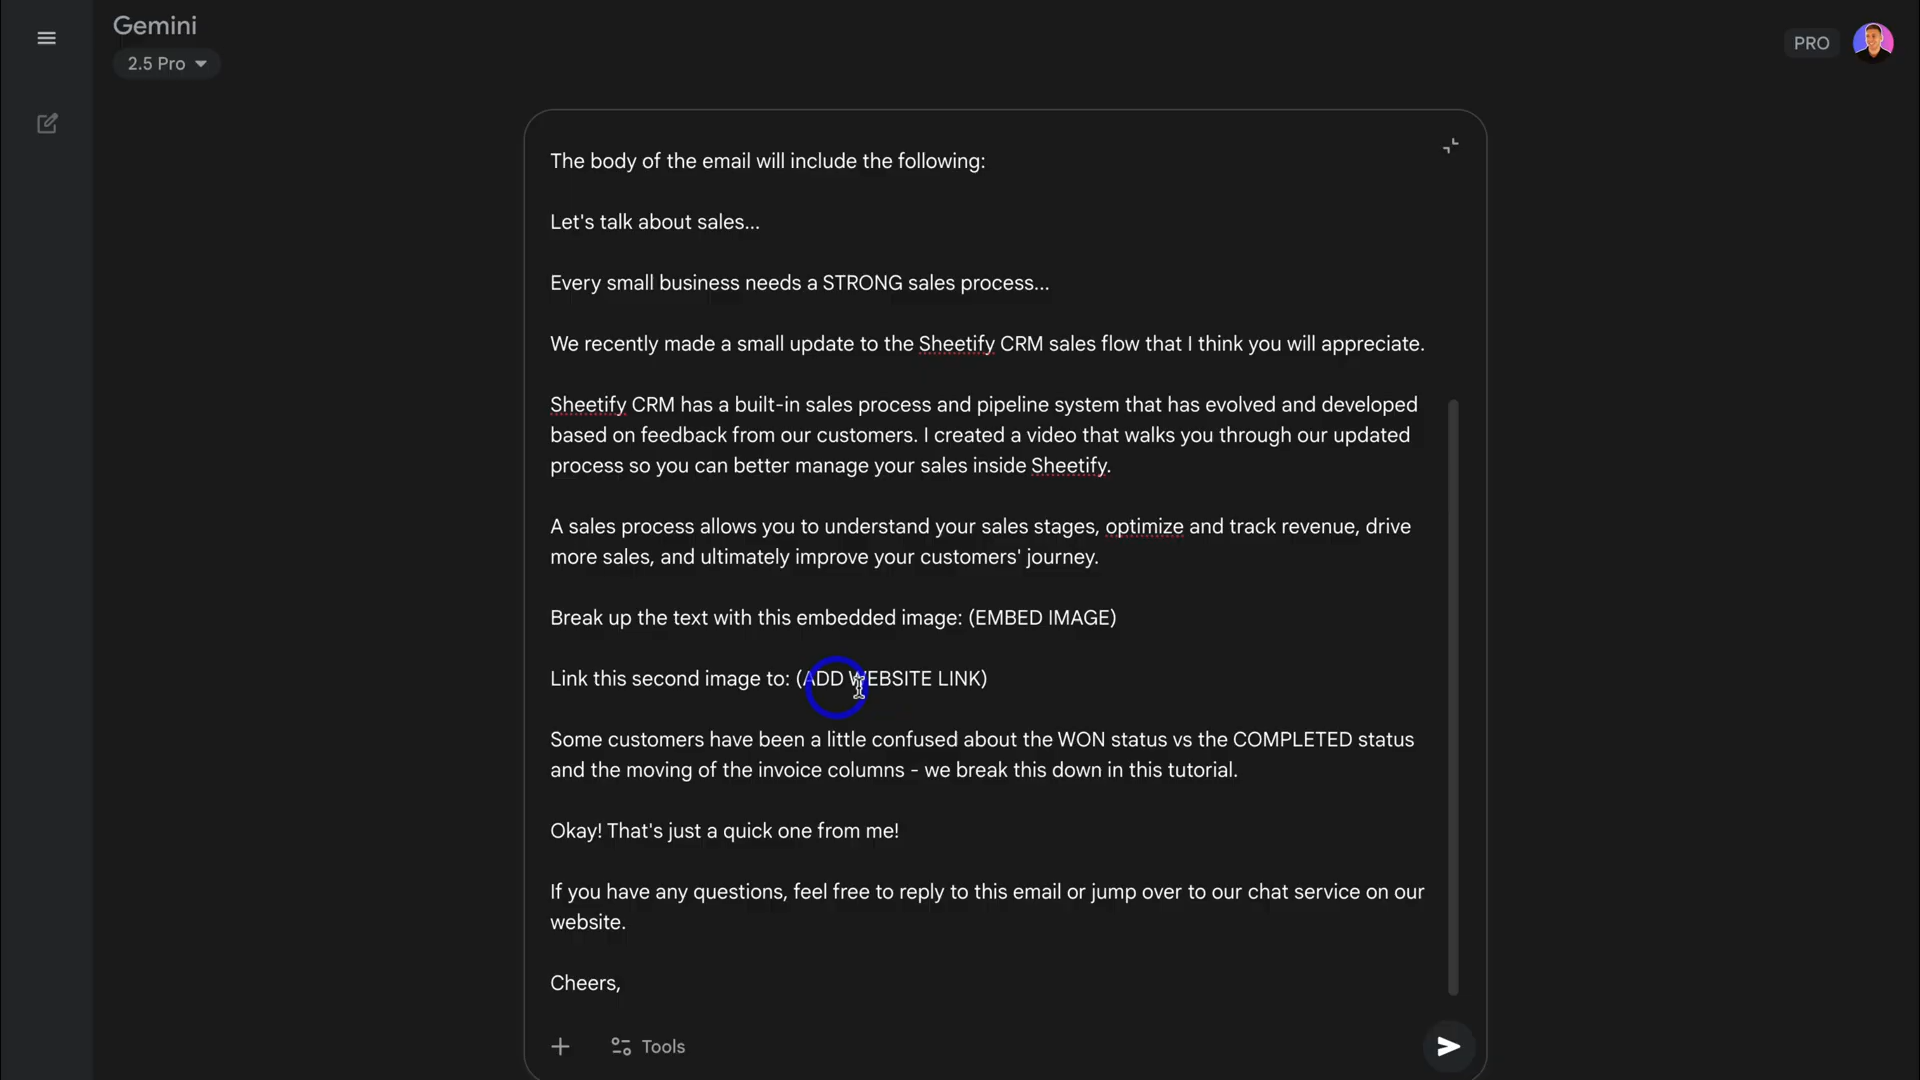 Gemini
2.5 Pro
PRO
The body of the email will include the following:
Let's talk about sales...
Every small business needs a STRONG sales process...
We recently made a small update to the Sheetify CRM sales flow that I think you will appreciate.
Sheetify CRM has a built-in sales process and pipeline system that has evolved and developed
based on feedback from our customers. I created a video that walks you through our updated
process so you can better manage your sales inside Sheetify.
A sales process allows you to understand your sales stages, optimize and track revenue, drive
more sales, and ultimately improve your customers' journey.
Break up the text with this embedded image: (EMBED IMAGE)
Link this second image to: (ADD WEBSITE LINK)
Some customers have been a little confused about the WON status vs the COMPLETED status
and the moving of the invoice columns - we break this down in this tutorial.
Okay! That's just a quick one from me!
If you have any questions, feel free to reply to this email or jump over to our chat service on our
website.
Cheers,
Tools